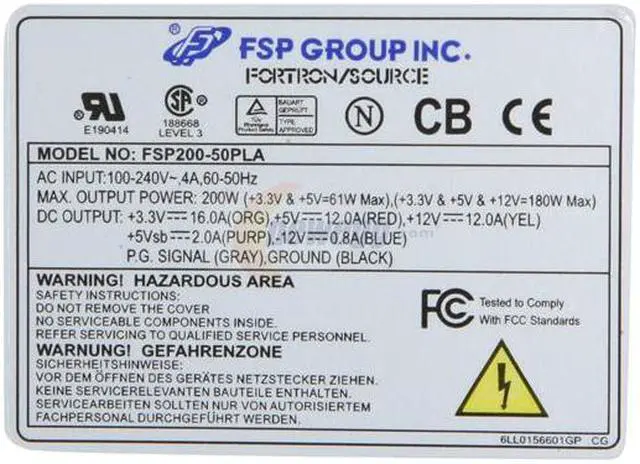 FSP FSP GROUP INC.
FORTRON/SOURCE
E190414
188668
LEVEL 3
BAUART
GEPRÜFT
TYPE
APPROVED
N
CB CE
MODEL NO: FSP200-50PLA
AC INPUT:100-240V~,4A,60-50Hz
MAX. OUTPUT POWER: 200W (+3.3V & +5V=61W Max),(+3.3V & +5V & +12V=180W Max)
DC OUTPUT: +3.3V⎓16.0A(ORG),+5V⎓12.0A(RED),+12V⎓12.0A(YEL)
+5Vsb⎓2.0A(PURP),-12V⎓0.8A(BLUE)
P.G. SIGNAL (GRAY),GROUND (BLACK)
WARNING! HAZARDOUS AREA
SAFETY INSTRUCTIONS:
DO NOT REMOVE THE COVER
NO SERVICEABLE COMPONENTS INSIDE.
REFER SERVICING TO QUALIFIED SERVICE PERSONNEL.
FCC Tested to Comply
With FCC Standards
WARNUNG! GEFAHRENZONE
SICHERHEITSHINWEISE:
VOR DEM ÖFFNEN DES GERÄTES NETZSTECKER ZIEHEN.
KEINE SERVICERELEVANTEN BAUTEILE ENTHALTEN.
SERVICEARBEITEN SOLLTEN NUR VON AUTORISIERTEM
FACHPERSONAL DURCHGEFÜHRT WERDEN.
6LL0156601GP .CG